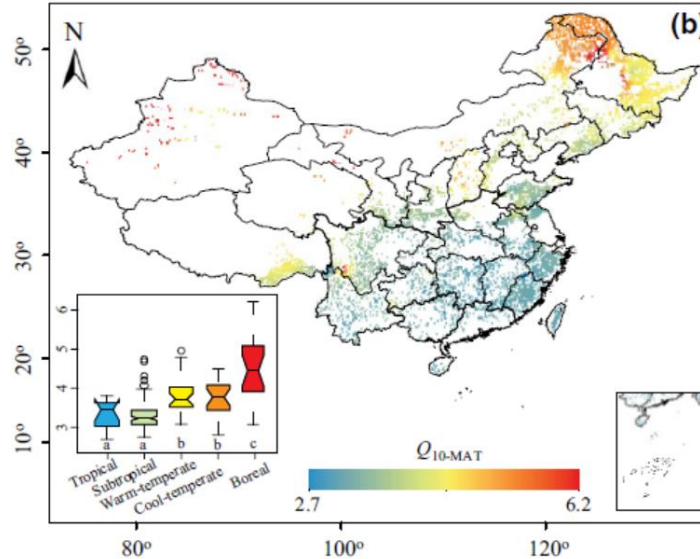 (b)
N
50°
40°
30°
20°
10°
6
5
4
3
a
a
b
b
c
Tropical
Subtropical
Warm-temperate
Cool-temperate
Boreal
Q10-MAT
2.7
6.2
80°
100°
120°